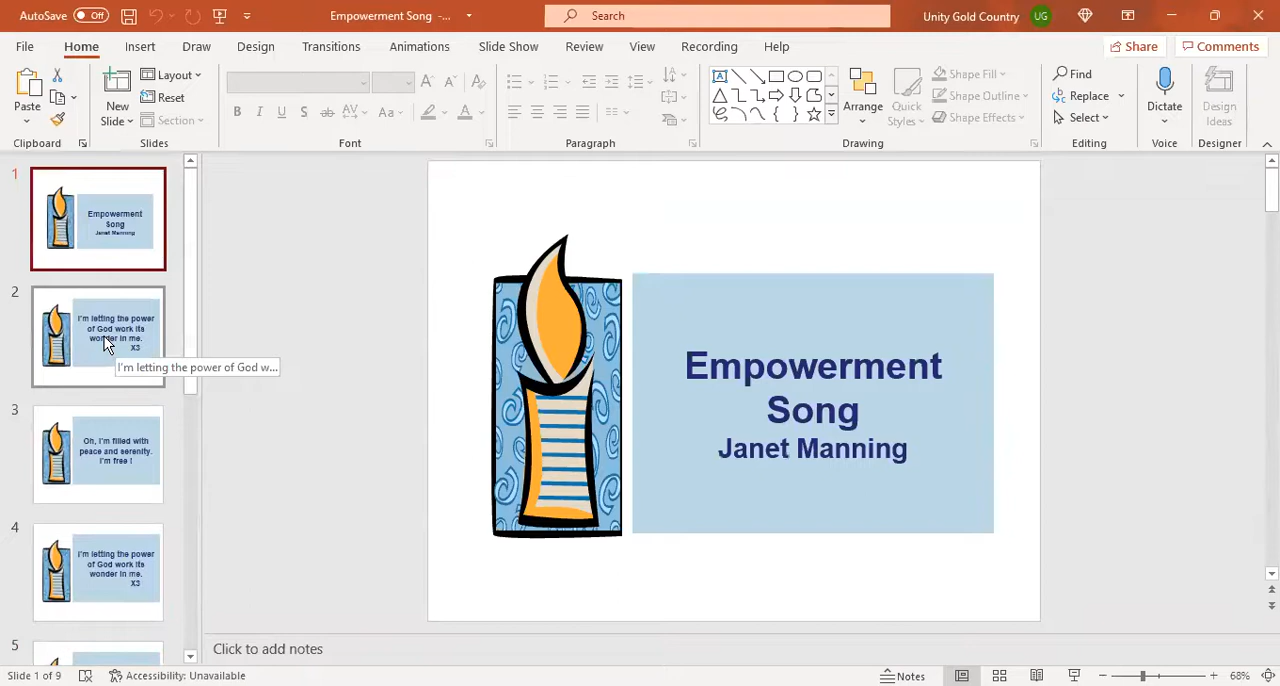 AutoSave Off
Empowerment Song -...
Search
Unity Gold Country UG
File Home Insert Draw Design Transitions Animations Slide Show Review View Recording Help
Share Comments
Paste
New
Slide
Layout
Reset
Section
B I U S ab AV Aa A
Arrange
Quick
Styles
Shape Fill
Shape Outline
Shape Effects
Find
Replace
Select
Dictate
Design
Ideas
Clipboard Slides Font Paragraph Drawing Editing Voice Designer
1
Empowerment
Song
Janet Manning
2
I'm letting the power
of God work its
wonder in me.
X3
I'm letting the power of God w...
3
Oh, I'm filled with
peace and serenity.
I'm free !
4
I'm letting the power
of God work its
wonder in me.
X3
5
Empowerment
Song
Janet Manning
Click to add notes
Slide 1 of 9 Accessibility: Unavailable Notes 68%